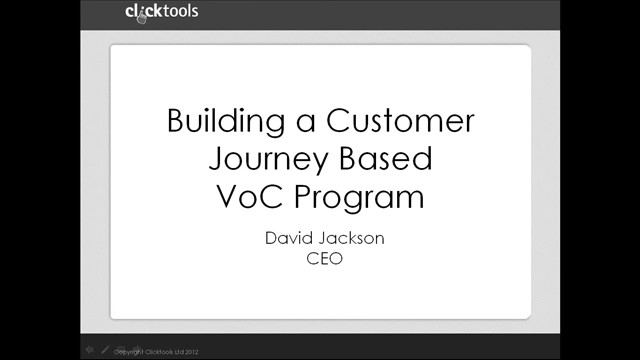 clicktools
Building a Customer
Journey Based
VoC Program
David Jackson
CEO
Copyright Clicktools Ltd 2012